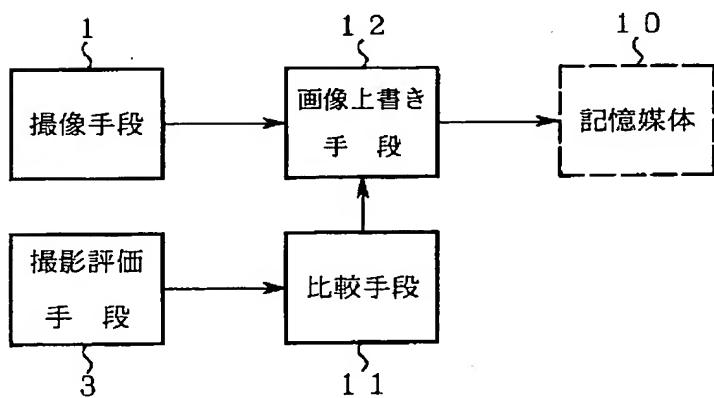 1
12
10
撮像手段
画像上書き
手 段
記憶媒体
撮影評価
手 段
比較手段
3
11